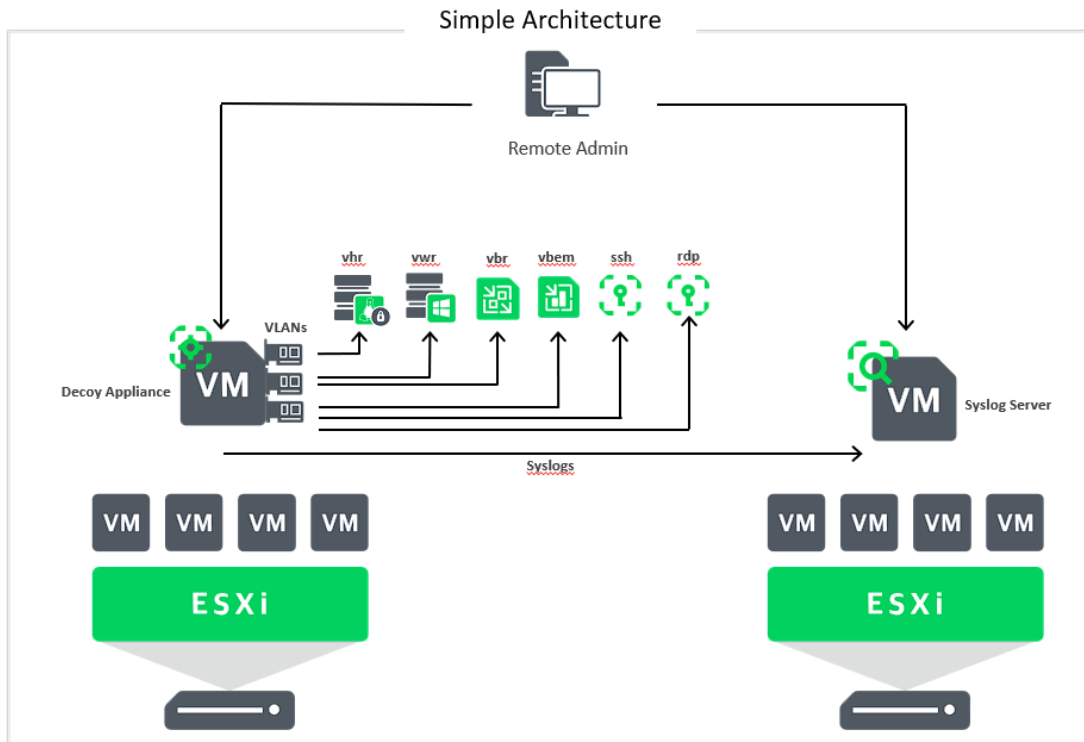 Simple Architecture
Remote Admin
vhr
vwr
vbr
vbem
ssh
rdp
VLANs
Decoy Appliance
VM
VM
Syslog Server
Syslogs
VM
VM
VM
VM
VM
VM
VM
VM
ESXi
ESXi